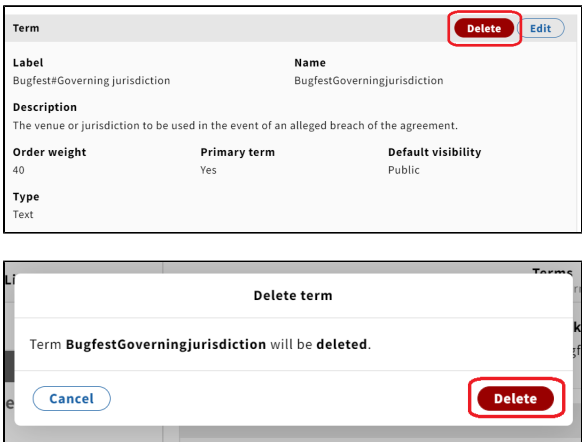 Term Delete Edit
Label Name
Bugfest#Governing jurisdiction BugfestGoverningjurisdiction
Description
The venue or jurisdiction to be used in the event of an alleged breach of the agreement.
Order weight Primary term Default visibility
40 Yes Public
Type
Text
Li Terms
Delete term
Term BugfestGoverningjurisdiction will be deleted.
Cancel Delete